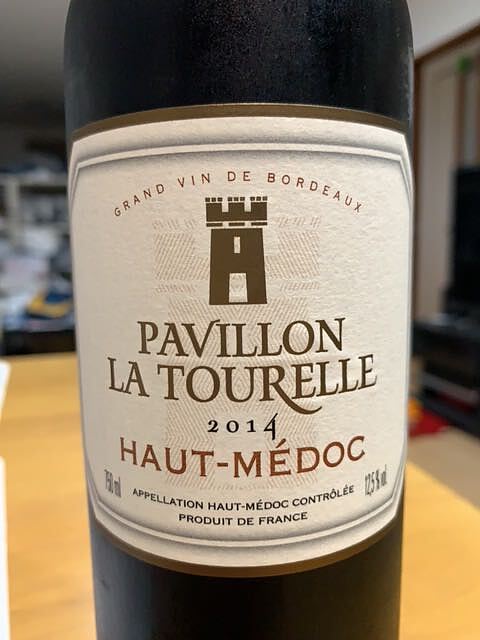 GRAND VIN DE BORDEAUX
PAVILLON
LA TOURELLE
2014
HAUT-MÉDOC
750 ml
12,5 % vol.
APPELLATION HAUT-MÉDOC CONTRÔLÉE
PRODUIT DE FRANCE